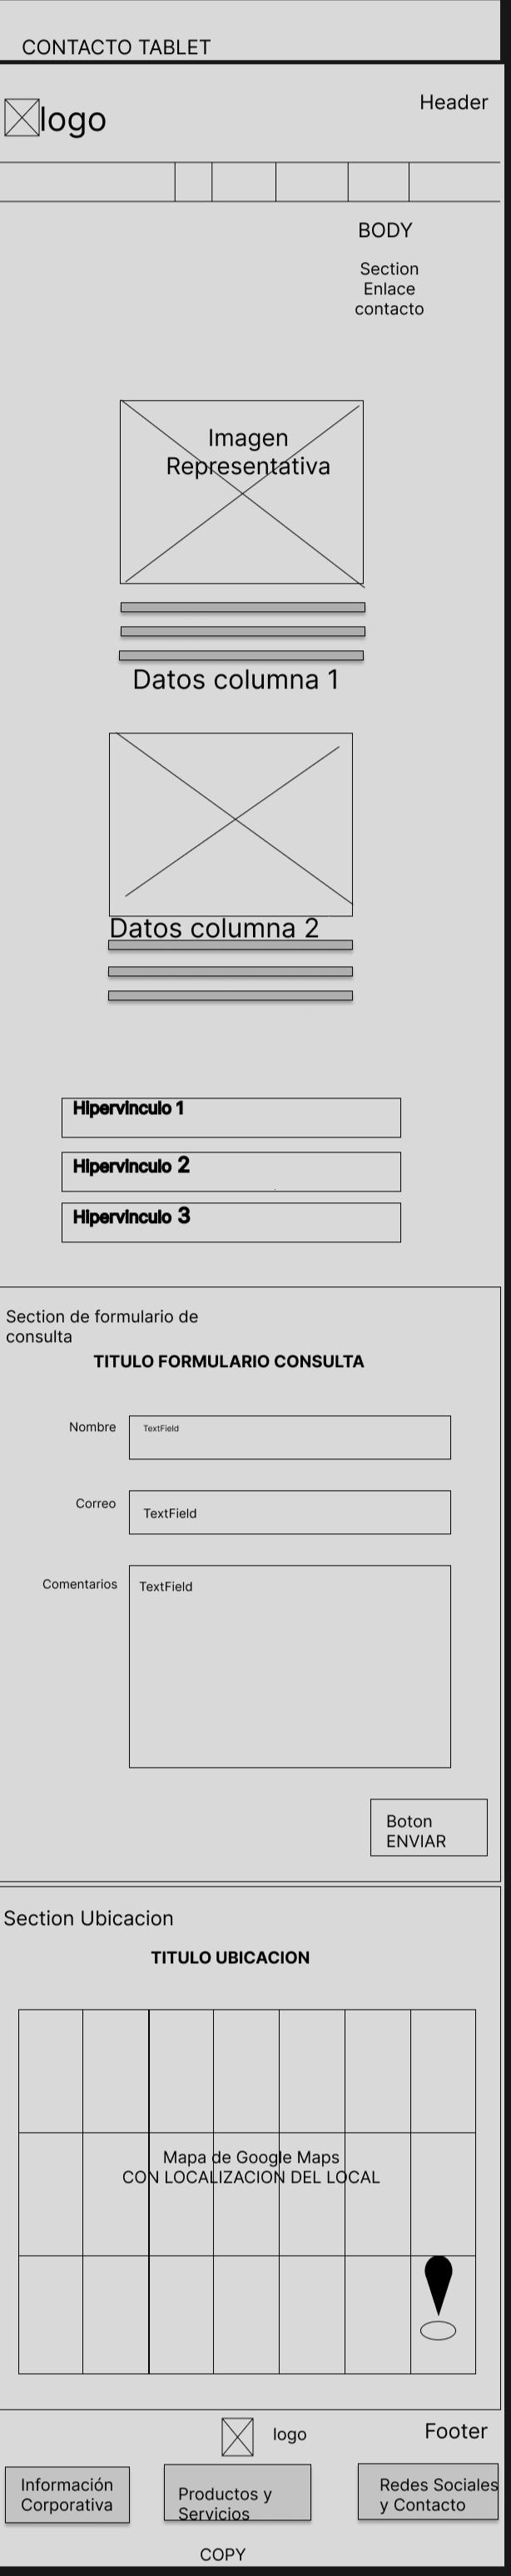 CONTACTO TABLET
Header
logo
BODY
Section
Enlace
contacto
Imagen
Representativa
Datos columna 1
Datos columna 2
Hipervinculo 1
Hipervinculo 2
Hipervinculo 3
Section de formulario de
consulta
TITULO FORMULARIO CONSULTA
Nombre
TextField
Correo
TextField
Comentarios
TextField
Boton
ENVIAR
Section Ubicacion
TITULO UBICACION
Mapa de Google Maps
CON LOCALIZACION DEL LOCAL
logo
Footer
Información
Corporativa
Productos y
Servicios
Redes Sociales
y Contacto
COPY